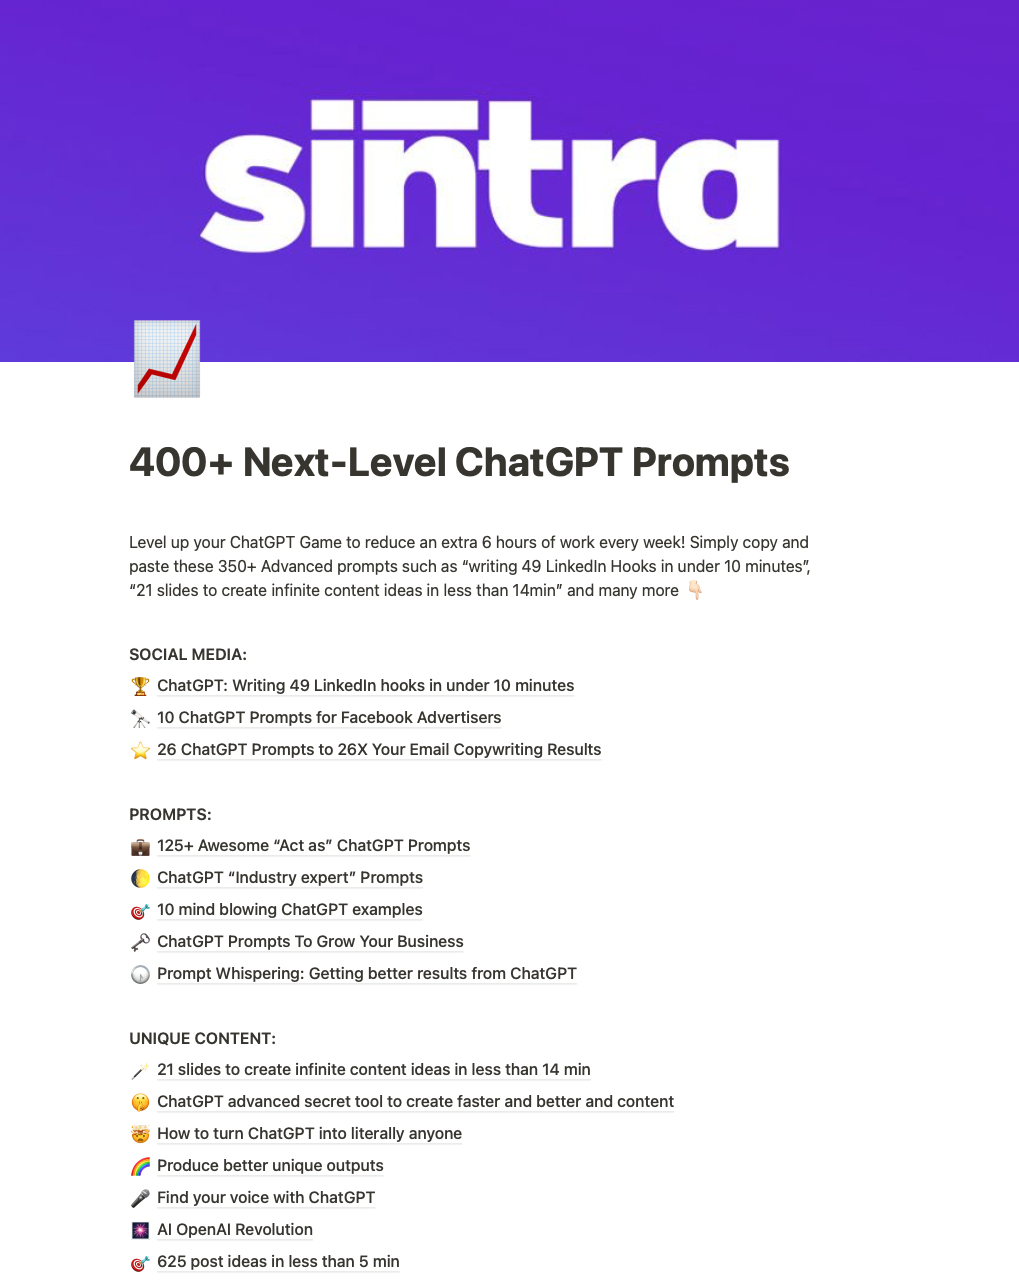 sintra
400+ Next-Level ChatGPT Prompts
Level up your ChatGPT Game to reduce an extra 6 hours of work every week! Simply copy and
paste these 350+ Advanced prompts such as “writing 49 LinkedIn Hooks in under 10 minutes”,
“21 slides to create infinite content ideas in less than 14min” and many more 👇🏻
SOCIAL MEDIA:
🏆 ChatGPT: Writing 49 LinkedIn hooks in under 10 minutes
🔭 10 ChatGPT Prompts for Facebook Advertisers
⭐ 26 ChatGPT Prompts to 26X Your Email Copywriting Results
PROMPTS:
💼 125+ Awesome “Act as” ChatGPT Prompts
🌔 ChatGPT “Industry expert” Prompts
🎯 10 mind blowing ChatGPT examples
🗝 ChatGPT Prompts To Grow Your Business
🕡 Prompt Whispering: Getting better results from ChatGPT
UNIQUE CONTENT:
🪄 21 slides to create infinite content ideas in less than 14 min
🤫 ChatGPT advanced secret tool to create faster and better and content
🤯 How to turn ChatGPT into literally anyone
🌈 Produce better unique outputs
🎤 Find your voice with ChatGPT
🎆 AI OpenAI Revolution
🎯 625 post ideas in less than 5 min